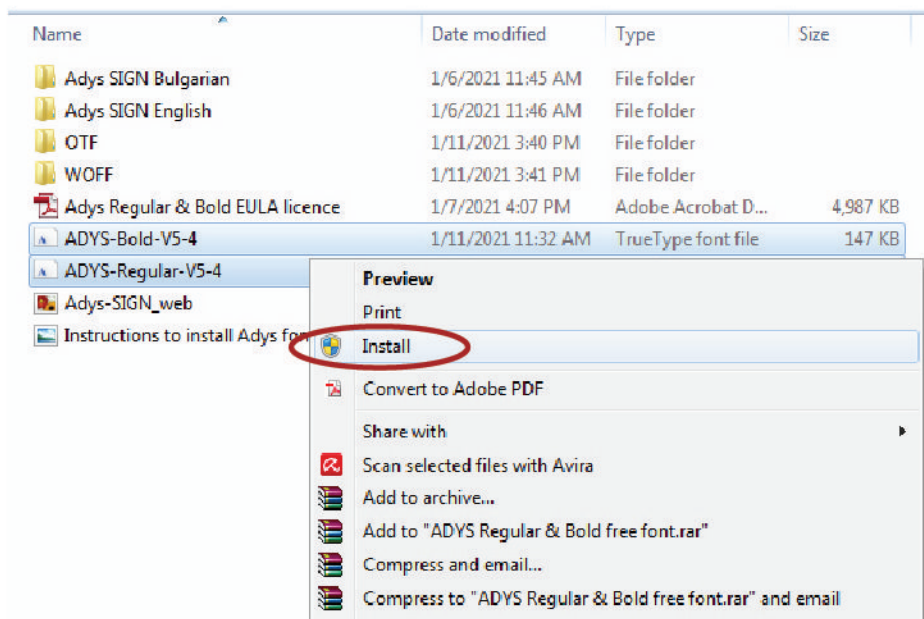 Name Date modified Type Size
Adys SIGN Bulgarian 1/6/2021 11:45 AM File folder
Adys SIGN English 1/6/2021 11:46 AM File folder
OTF 1/11/2021 3:40 PM File folder
WOFF 1/11/2021 3:41 PM File folder
Adys Regular & Bold EULA licence 1/7/2021 4:07 PM Adobe Acrobat D... 4,987 KB
ADYS-Bold-V5-4 1/11/2021 11:32 AM TrueType font file 147 KB
ADYS-Regular-V5-4
Preview
Adys-SIGN_web
Print
Instructions to install Adys fon
Install
Convert to Adobe PDF
Share with
Scan selected files with Avira
Add to archive...
Add to "ADYS Regular & Bold free font.rar"
Compress and email...
Compress to "ADYS Regular & Bold free font.rar" and email